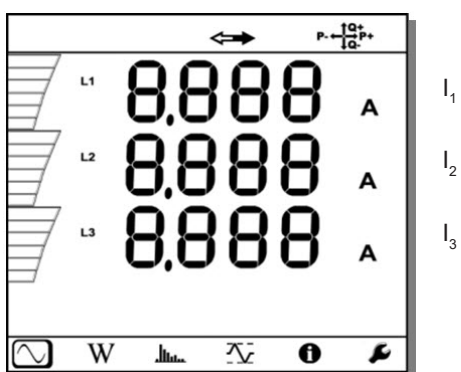 Q+
P- P+
Q-
L1 8.888 A I₁
L2 8.888 A I₂
L3 8.888 A I₃
W i